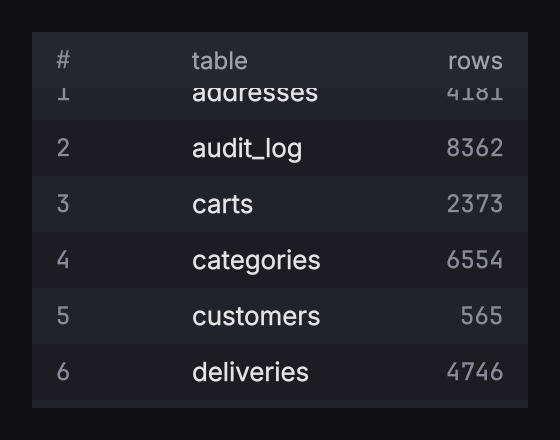 # table rows
1 addresses 4181
2 audit_log 8362
3 carts 2373
4 categories 6554
5 customers 565
6 deliveries 4746